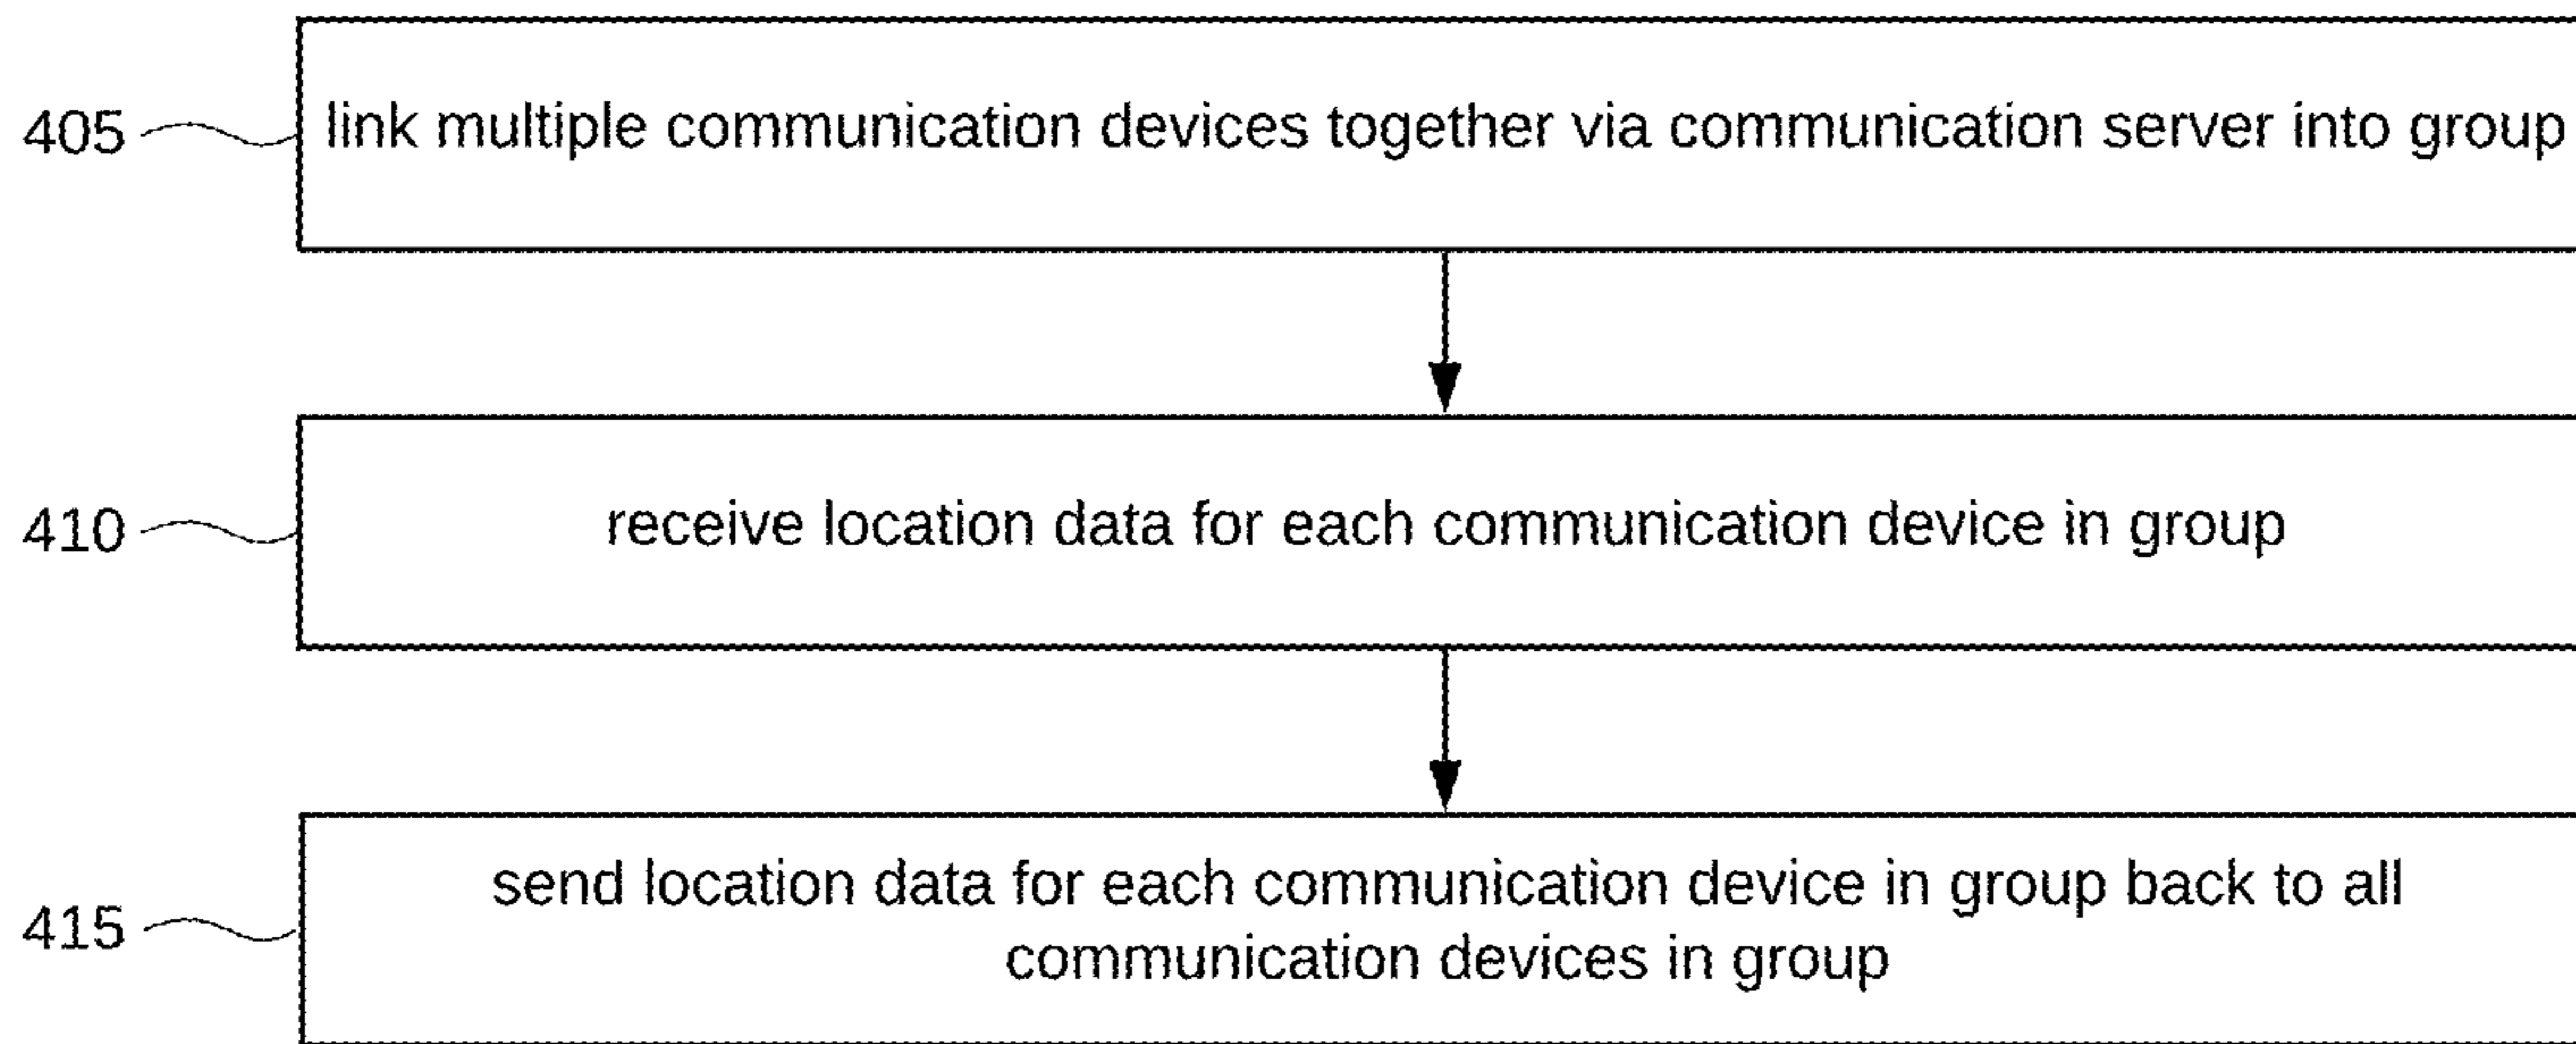 405 link multiple communication devices together via communication server into group
410 receive location data for each communication device in group
send location data for each communication device in group back to all
415 communication devices in group